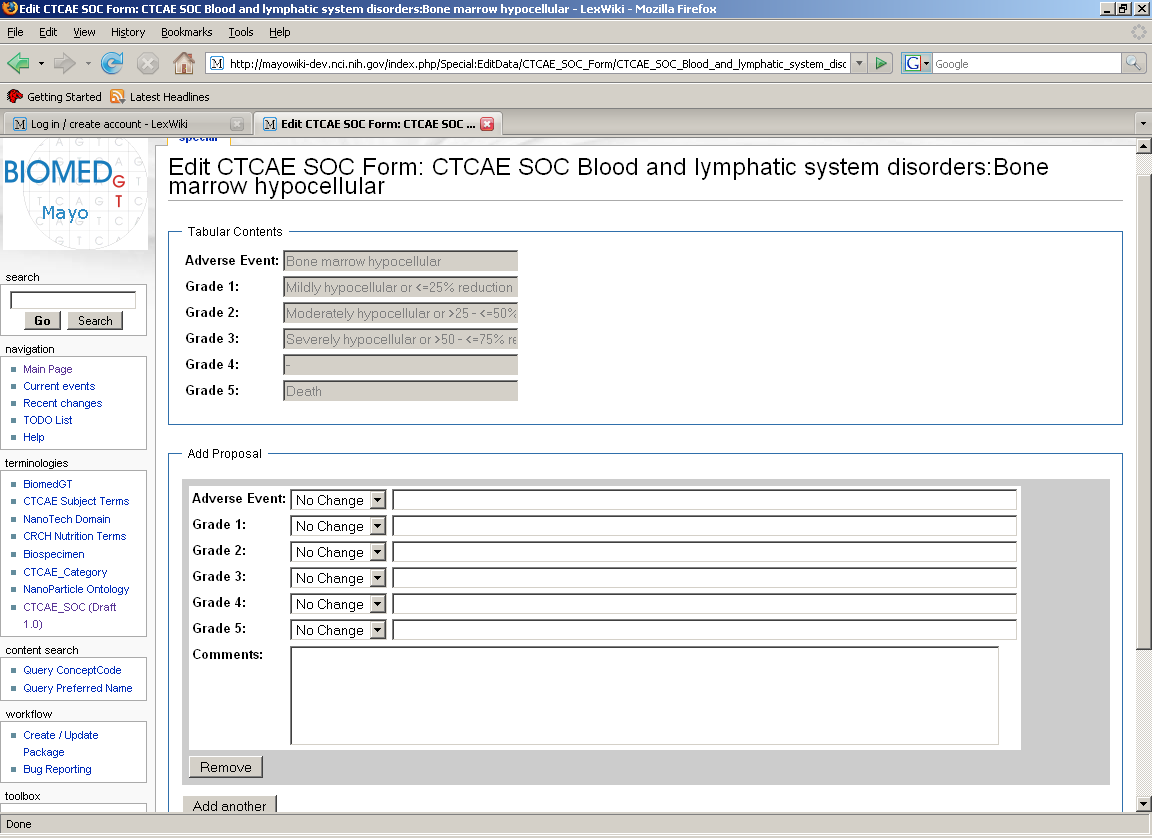 Edit CTCAE SOC Form: CTCAE SOC Blood and lymphatic system disorders:Bone marrow hypocellular - LexWiki - Mozilla Firefox
File Edit View History Bookmarks Tools Help
http://mayowiki-dev.nci.nih.gov/index.php/Special:EditData/CTCAE_SOC_Form/CTCAE_SOC_Blood_and_lymphatic_system_disc
G Google
Getting Started Latest Headlines
M Log in / create account - LexWiki
M Edit CTCAE SOC Form: CTCAE SOC ...
BIOMEDGT
Mayo
search
Go Search
navigation
Main Page
Current events
Recent changes
TODO List
Help
terminologies
BiomedGT
CTCAE Subject Terms
NanoTech Domain
CRCH Nutrition Terms
Biospecimen
CTCAE_Category
NanoParticle Ontology
CTCAE_SOC (Draft
1.0)
content search
Query ConceptCode
Query Preferred Name
workflow
Create / Update
Package
Bug Reporting
toolbox
special
Edit CTCAE SOC Form: CTCAE SOC Blood and lymphatic system disorders:Bone
marrow hypocellular
Tabular Contents
Adverse Event: Bone marrow hypocellular
Grade 1: Mildly hypocellular or <=25% reduction
Grade 2: Moderately hypocellular or >25 - <=50%
Grade 3: Severely hypocellular or >50 - <=75% re
Grade 4: -
Grade 5: Death
Add Proposal
Adverse Event: No Change
Grade 1: No Change
Grade 2: No Change
Grade 3: No Change
Grade 4: No Change
Grade 5: No Change
Comments:
Remove
Add another
Done